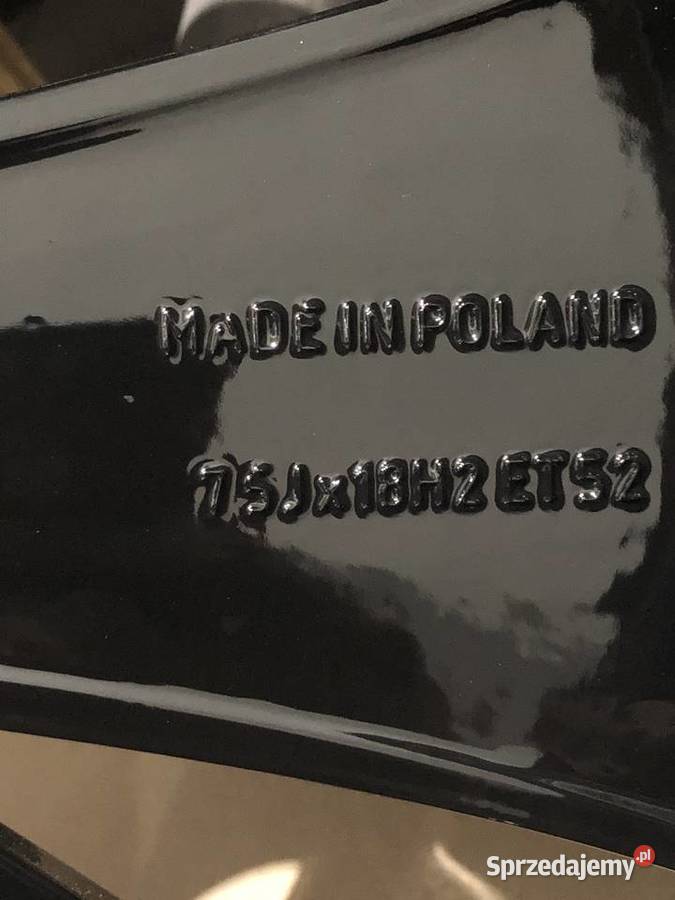 MADE IN POLAND
7 5Jx18H2 ET52
Sprzedajemy.pl